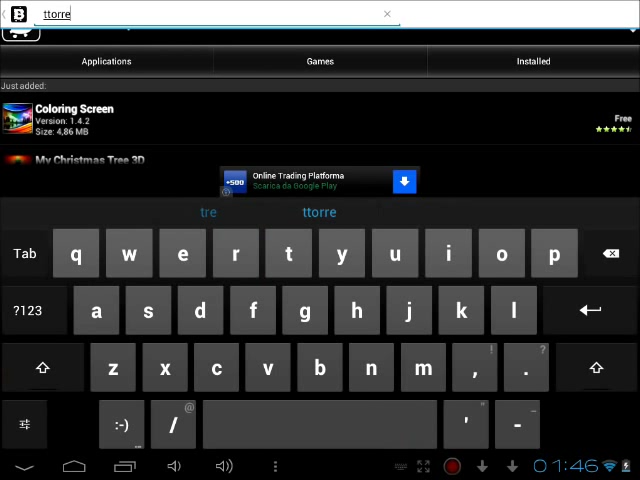 ttorre
Applications Games Installed
Just added:
Coloring Screen
Version: 1.4.2
Size: 4,86 MB
Free
My Christmas Tree 3D
+500
Online Trading Platforma
Scarica da Google Play
tre ttorre
Tab q w e r t y u i o p
?123 a s d f g h j k l
z x c v b n m , ! . ?
:-) ... / @ ' " - _
01:46